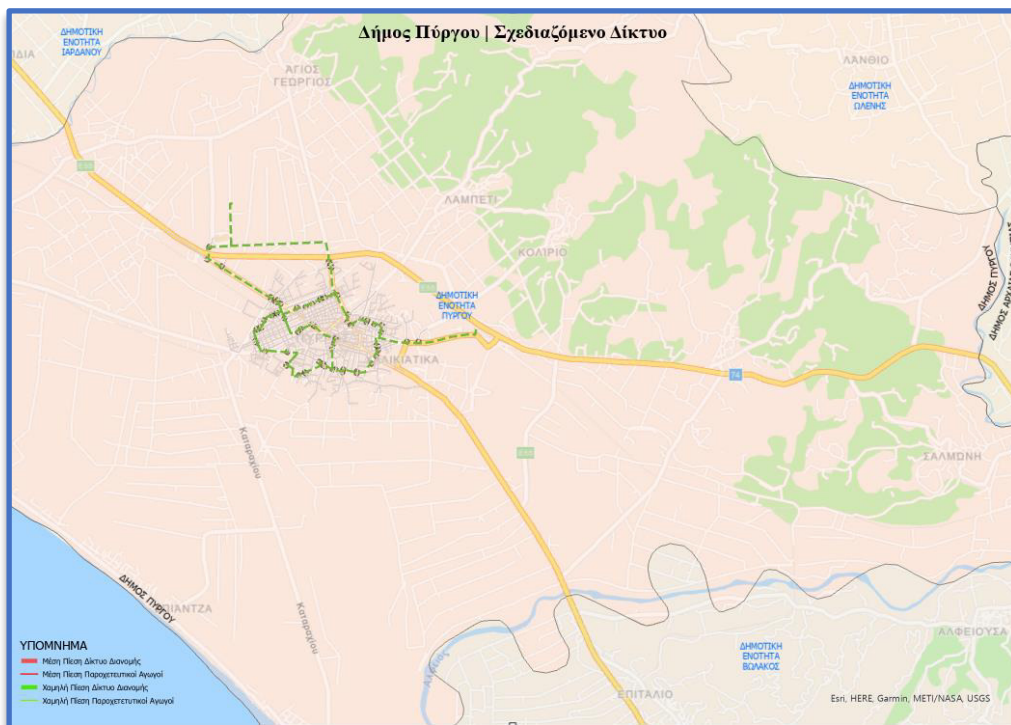 Δήμος Πύργου | Σχεδιαζόμενο Δίκτυο
ΔΗΜΟΤΙΚΗ
ΕΝΟΤΗΤΑ
ΙΑΡΔΑΝΟΥ
ΑΓΙΟΣ
ΓΕΩΡΓΙΟΣ
ΛΑΝΘΙΟ
ΔΗΜΟΤΙΚΗ
ΕΝΟΤΗΤΑ
ΩΛΕΝΗΣ
ΛΑΜΠΕΤΙ
ΚΟΛΙΡΙΟ
ΔΗΜΟΤΙΚΗ
ΕΝΟΤΗΤΑ
ΠΥΡΓΟΥ
ΔΗΜΟΣ ΠΥΡΓΟΥ
74
ΣΑΛΜΩΝΗ
Καταραχίου
Καταραχίου
ΔΗΜΟΣ ΠΥΡΓΟΥ
Αλφειός
ΑΛΦΕΙΟΥΣΑ
ΔΗΜΟΤΙΚΗ
ΕΝΟΤΗΤΑ
ΒΩΛΑΚΟΣ
ΕΠΙΤΑΛΙΟ
ΥΠΟΜΝΗΜΑ
Μέση Πίεση Δίκτυο Διανομής
Μέση Πίεση Παροχετευτικοί Αγωγοί
Χαμηλή Πίεση Δίκτυο Διανομής
Χαμηλή Πίεση Παροχετετυτικοί Αγωγοί
Esri, HERE, Garmin, METI/NASA, USGS